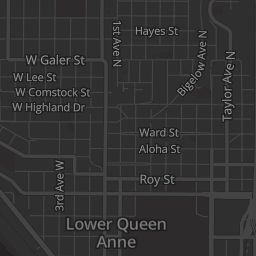 Hayes St
1st Ave N
W Galer St
Bigelow Ave N
Taylor Ave N
W Lee St
W Comstock St
W Highland Dr
Ward St
Aloha St
3rd Ave W
Roy St
Lower Queen
Anne